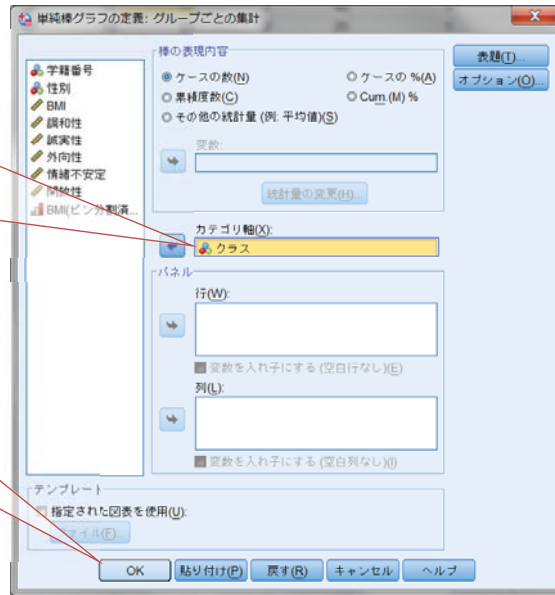 単純棒グラフの定義: グループごとの集計
学籍番号
性別
BMI
調和性
誠実性
外向性
情緒不安定
開放性
BMI(ビン分割済...
棒の表現内容
ケースの数(N)
ケースの %(A)
累積度数(C)
Cum.(M) %
その他の統計量 (例: 平均値)(S)
変数:
統計量の変更(H)...
カテゴリ軸(X):
クラス
パネル
行(W):
変数を入れ子にする (空白行なし)(E)
列(L):
変数を入れ子にする (空白列なし)(I)
表題(T)...
オプション(O)...
テンプレート
指定された図表を使用(U):
ファイル(F)...
OK
貼り付け(P)
戻す(R)
キャンセル
ヘルプ